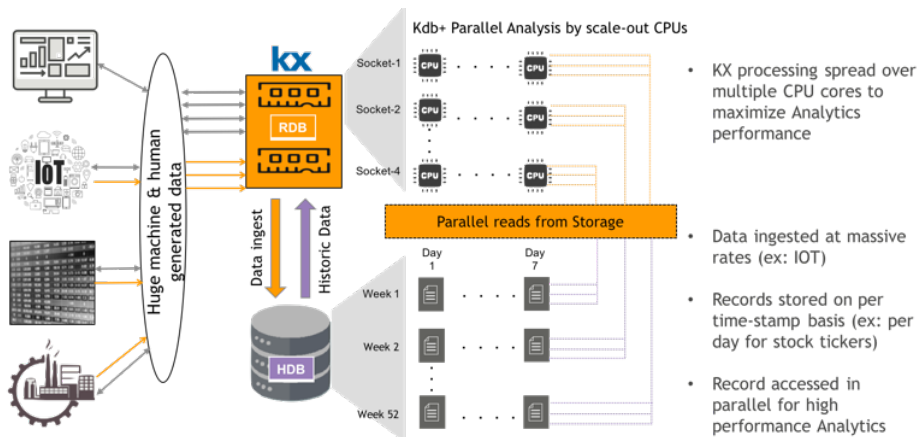 Kdb+ Parallel Analysis by scale-out CPUs
kx
RDB
IoT
Huge machine & human
generated data
Data ingest
Historic Data
HDB
Socket-1
CPU
CPU
Socket-2
CPU
CPU
Socket-4
CPU
CPU
Parallel reads from Storage
Day
1
Day
7
Week 1
Week 2
Week 52
• KX processing spread over
multiple CPU cores to
maximize Analytics
performance
• Data ingested at massive
rates (ex: IOT)
• Records stored on per
time-stamp basis (ex: per
day for stock tickers)
• Record accessed in
parallel for high
performance Analytics